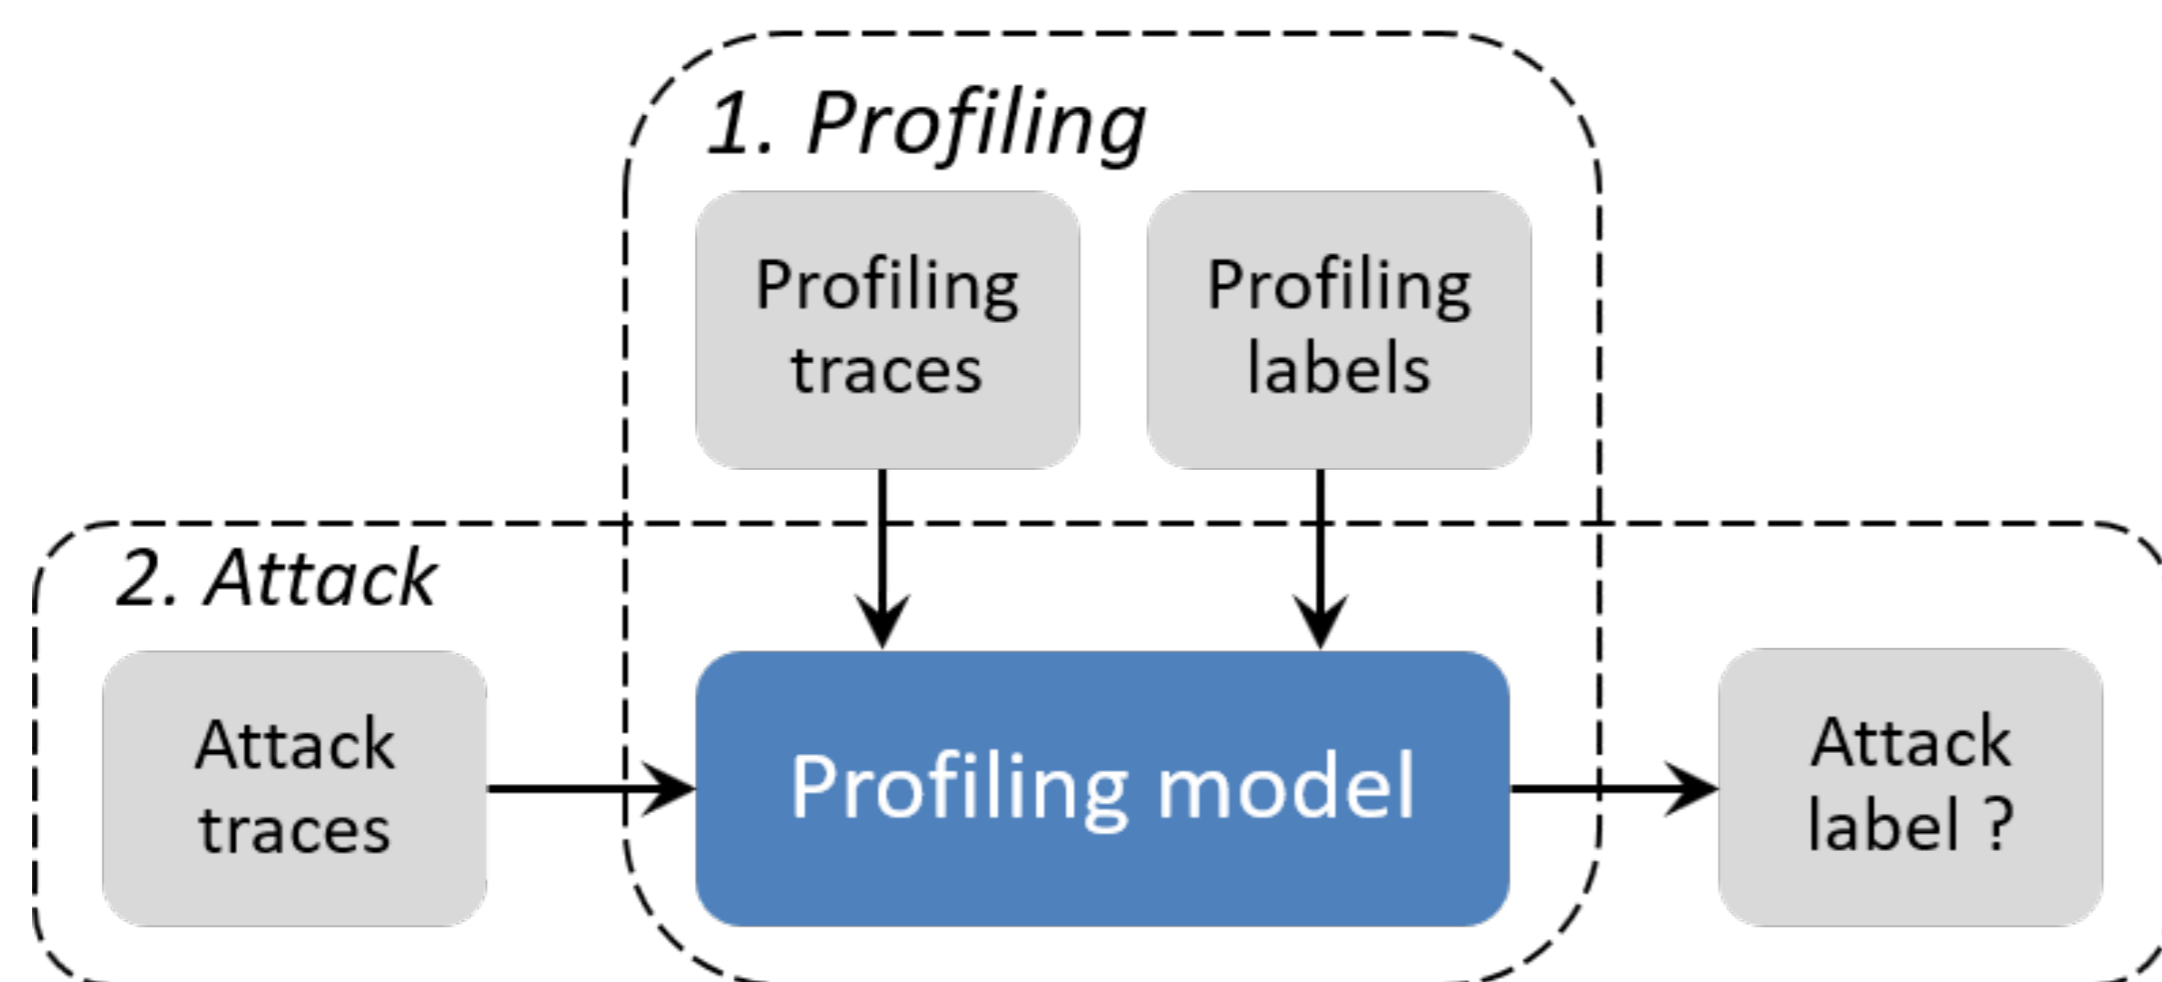 1. Profiling
Profiling
traces
Profiling
labels
2. Attack
Attack
traces
Profiling model
Attack
label ?